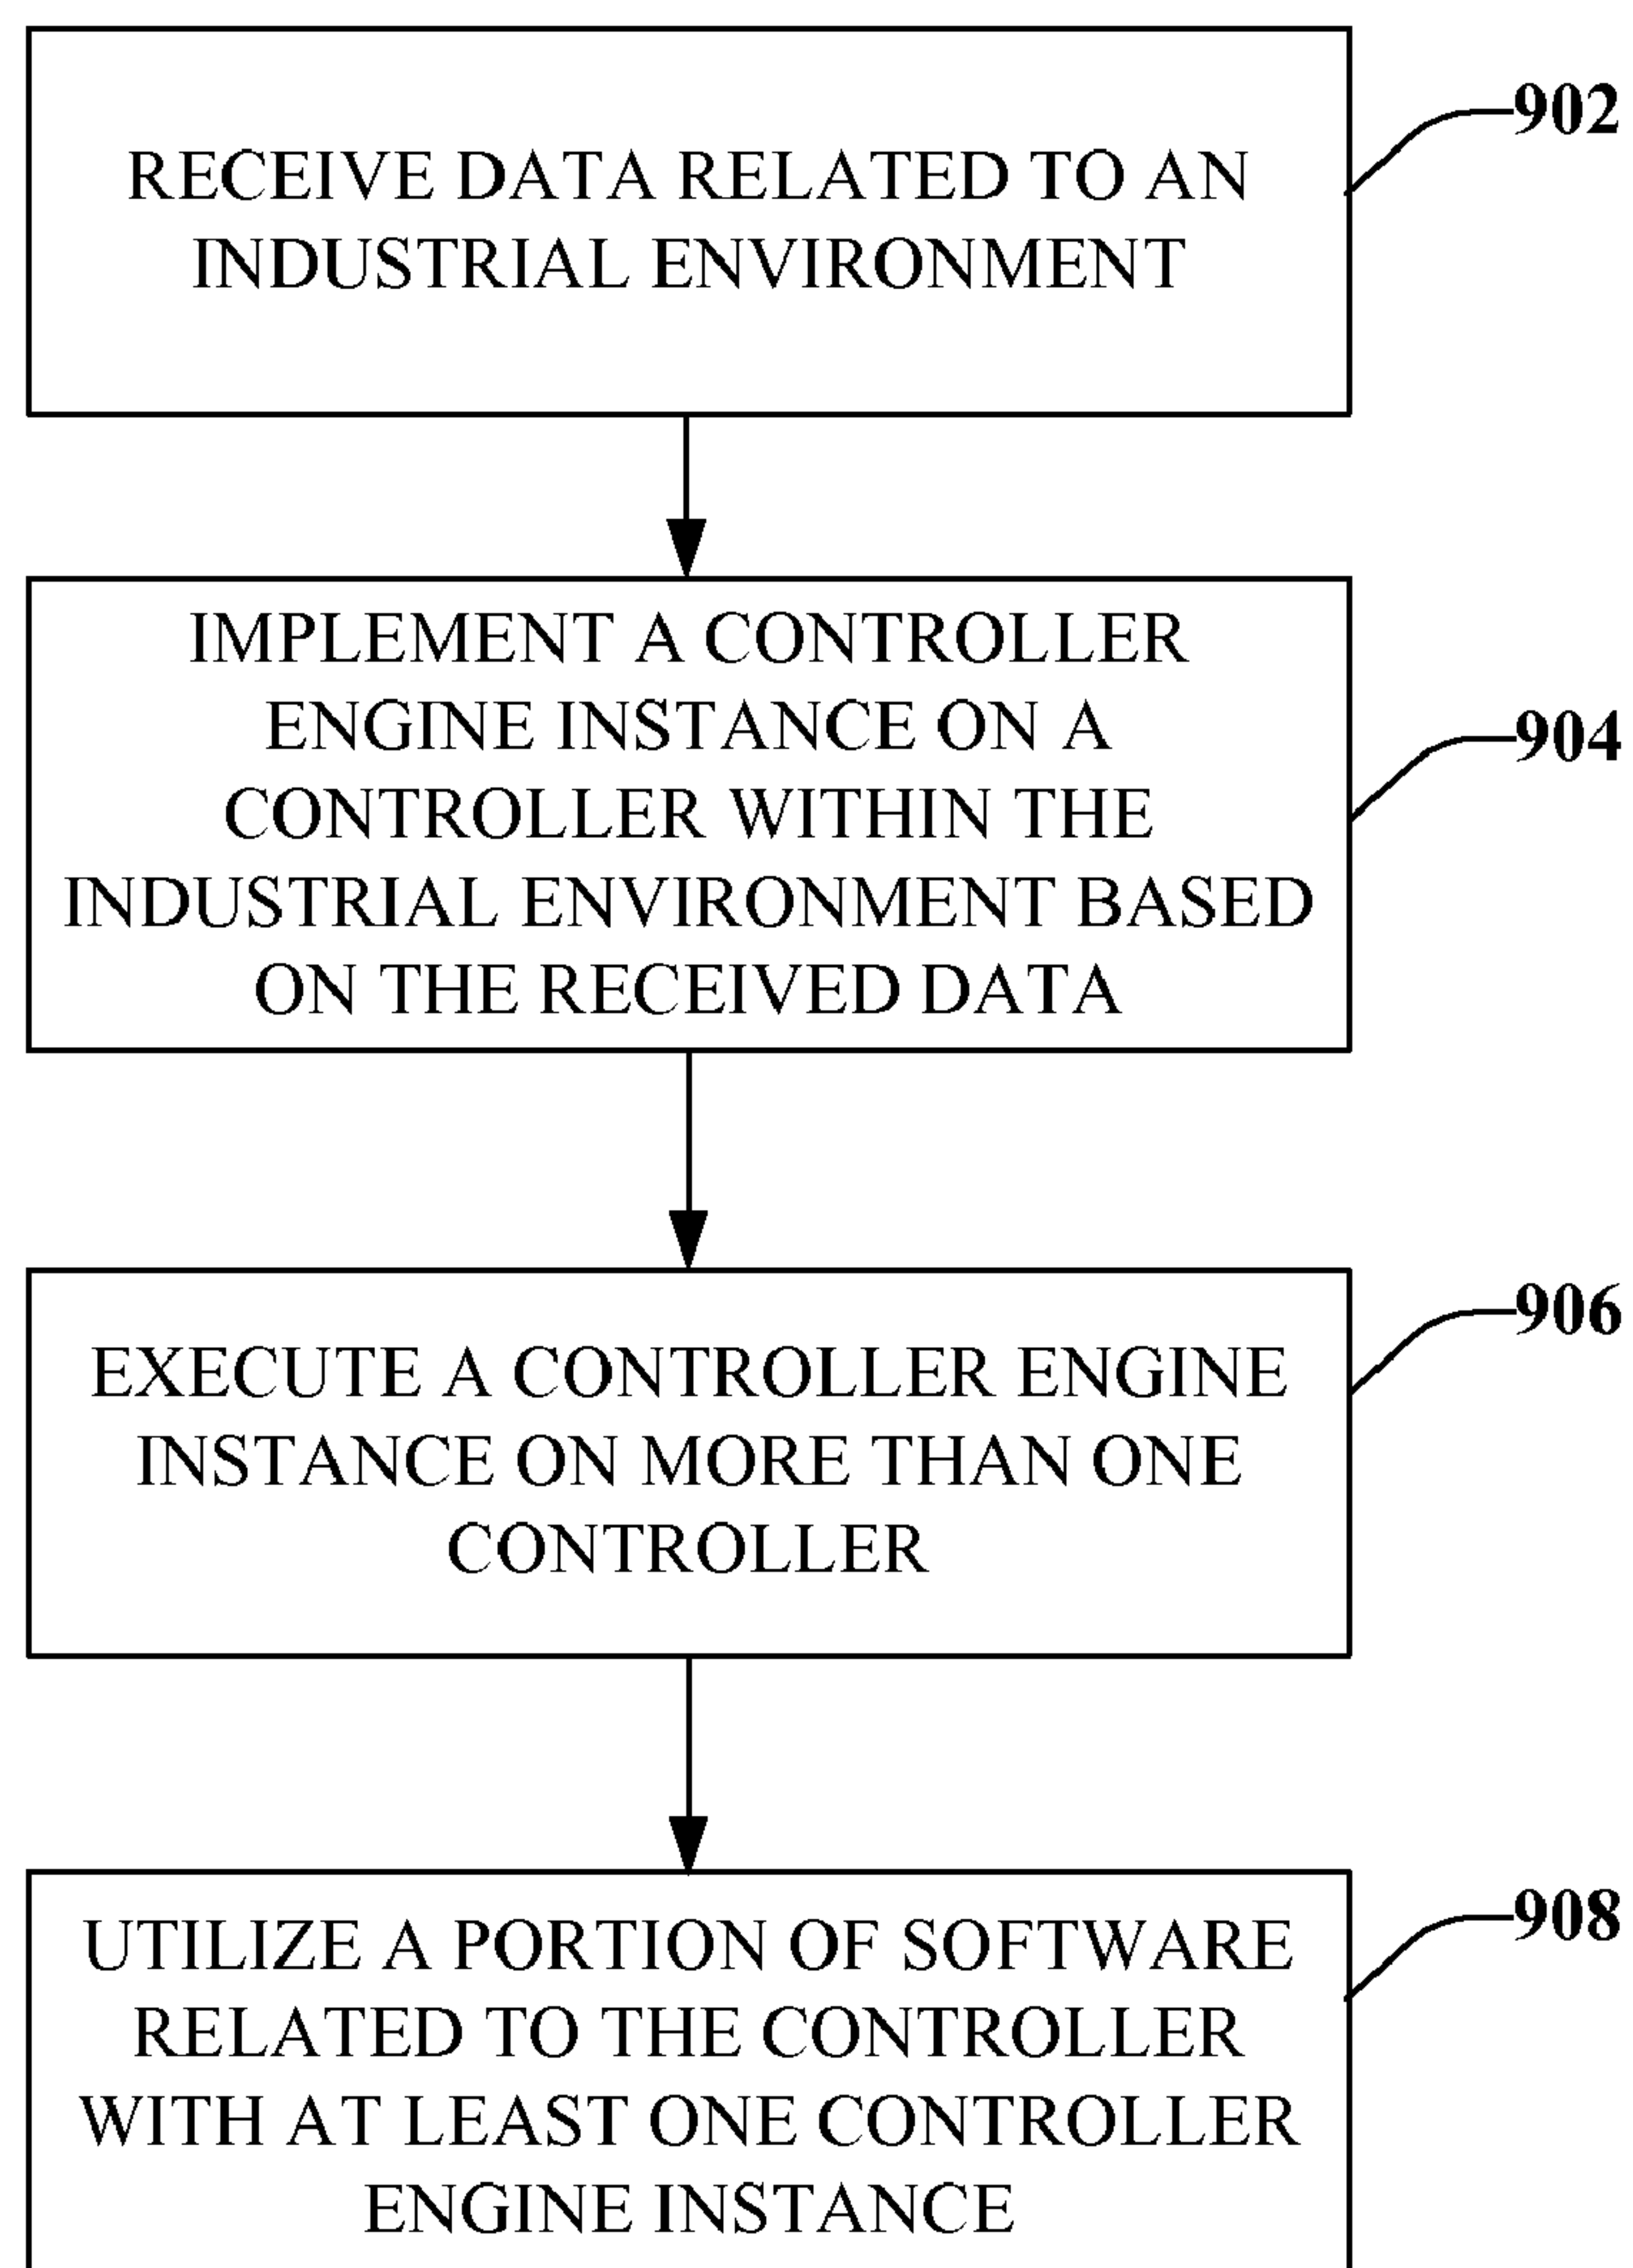 RECEIVE DATA RELATED TO AN
INDUSTRIAL ENVIRONMENT
902
IMPLEMENT A CONTROLLER
ENGINE INSTANCE ON A
CONTROLLER WITHIN THE
INDUSTRIAL ENVIRONMENT BASED
ON THE RECEIVED DATA
904
EXECUTE A CONTROLLER ENGINE
INSTANCE ON MORE THAN ONE
CONTROLLER
906
UTILIZE A PORTION OF SOFTWARE
RELATED TO THE CONTROLLER
WITH AT LEAST ONE CONTROLLER
ENGINE INSTANCE
908